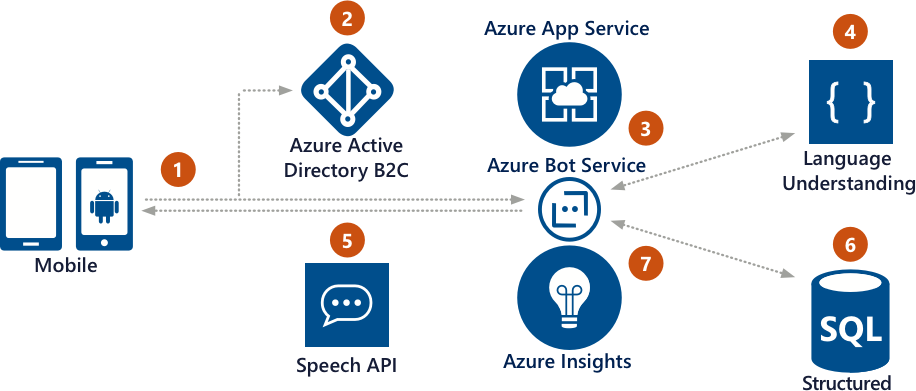 2
Azure App Service
4
{ }
3
Azure Active
Directory B2C
1
Azure Bot Service
Language
Understanding
Mobile
5
6
7
SQL
Speech API
Azure Insights
Structured